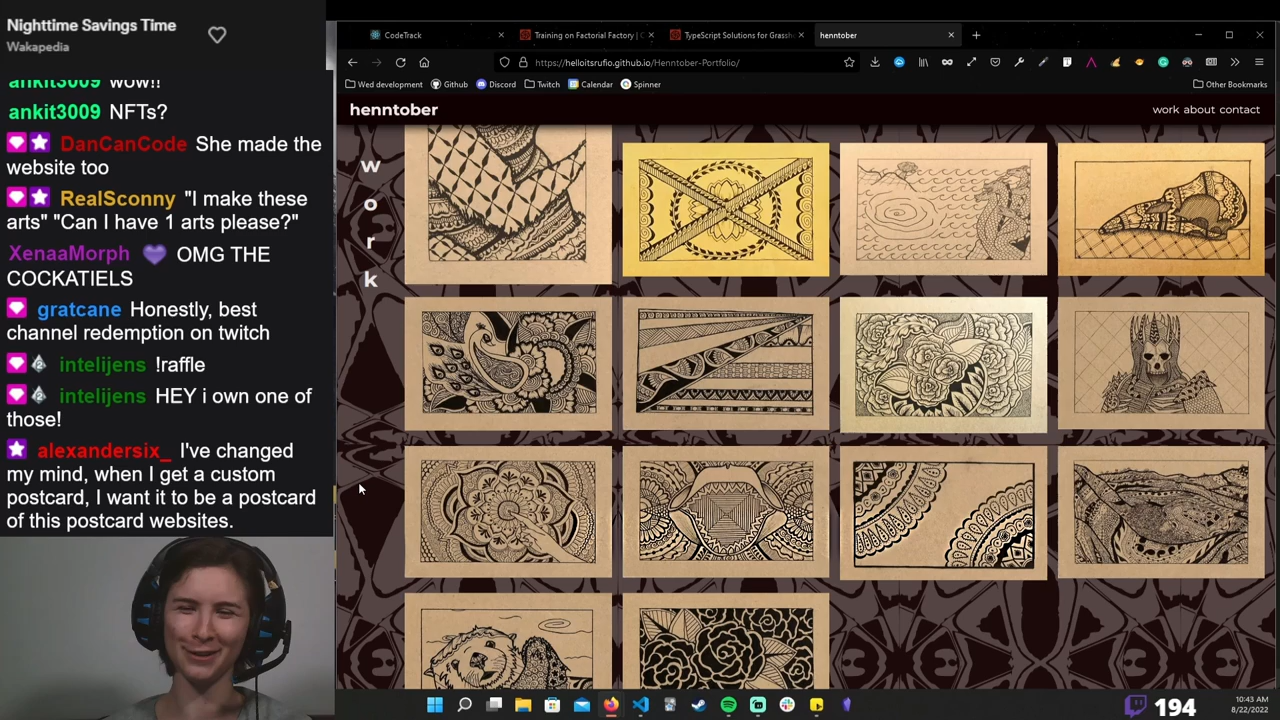 Nighttime Savings Time
Wakapedia
ankit3009 wow!!
ankit3009 NFTs?
DanCanCode She made the
website too
RealSconny "I make these
arts" "Can I have 1 arts please?"
XenaaMorph 💜 OMG THE
COCKATIELS
gratcane Honestly, best
channel redemption on twitch
intelijens !raffle
intelijens HEY i own one of
those!
alexandersix_ I've changed
my mind, when I get a custom
postcard, I want it to be a postcard
of this postcard websites.
CodeTrack
Training on Factorial Factory | C
TypeScript Solutions for Grassh
henntober
https://helloitsrufio.github.io/Henntober-Portfolio/
Wed development
Github
Discord
Twitch
Calendar
Spinner
Other Bookmarks
henntober
work about contact
w
o
r
k
194
10:43 AM
8/22/2022